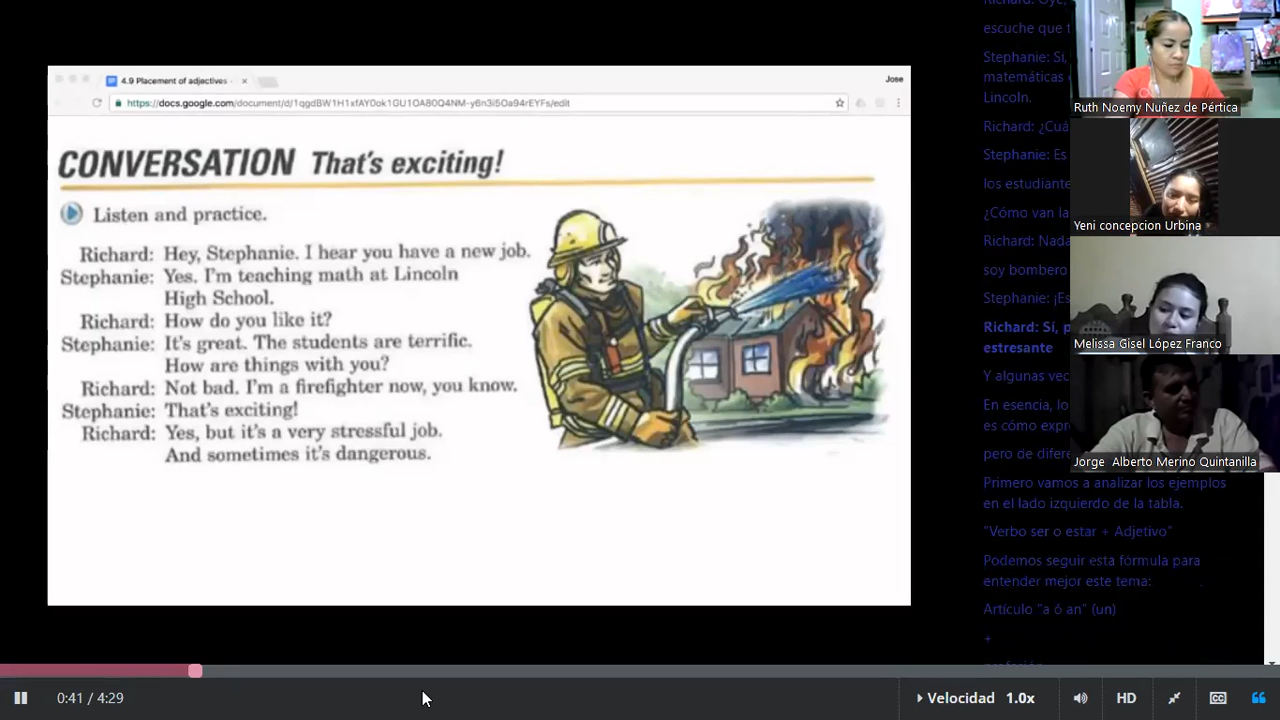 4.9 Placement of adjectives -
Jose
https://docs.google.com/document/d/1qgdBW1H1xfAY0ok1GU1OA80Q4NM-y6n3i5Oa94rEYFs/edit
CONVERSATION That's exciting!
Listen and practice.
Richard: Hey, Stephanie. I hear you have a new job.
Stephanie: Yes. I'm teaching math at Lincoln
High School.
Richard: How do you like it?
Stephanie: It's great. The students are terrific.
How are things with you?
Richard: Not bad. I'm a firefighter now, you know.
Stephanie: That's exciting!
Richard: Yes, but it's a very stressful job.
And sometimes it's dangerous.
Richard: Oye,
escuche que
Stephanie: Si,
matemáticas
Lincoln.
Richard: ¿Cuá
Stephanie: Es
los estudiante
¿Cómo van la
Richard: Nada
soy bombero
Stephanie: ¡Es
Richard: Sí, p
estresante
Y algunas vec
En esencia, lo
es cómo expr
pero de difere
Primero vamos a analizar los ejemplos
en el lado izquierdo de la tabla.
"Verbo ser o estar + Adjetivo"
Podemos seguir esta fórmula para
entender mejor este tema:
Artículo "a ó an" (un)
+
Ruth Noemy Nuñez de Pértica
Yeni concepcion Urbina
Melissa Gisel López Franco
Jorge Alberto Merino Quintanilla
0:41 / 4:29
Velocidad 1.0x
HD
CC